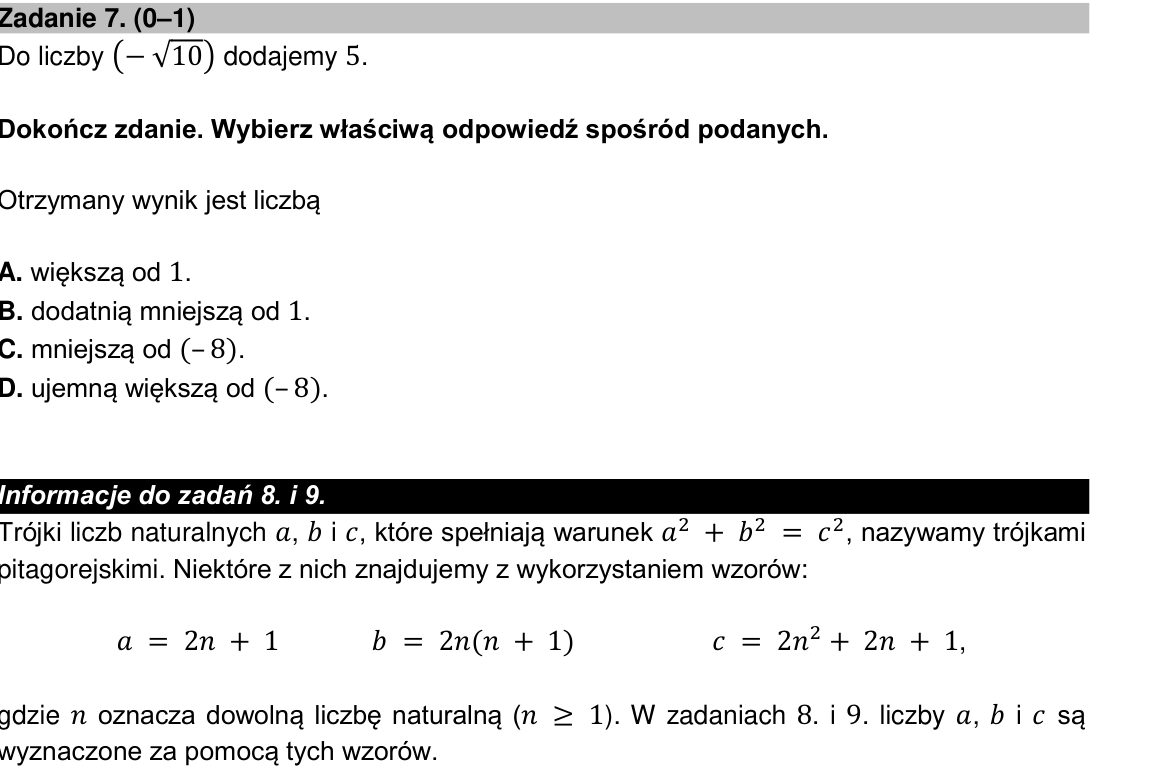 Zadanie 7. (0–1)
Do liczby (− √10) dodajemy 5.
Dokończ zdanie. Wybierz właściwą odpowiedź spośród podanych.
Otrzymany wynik jest liczbą
A. większą od 1.
B. dodatnią mniejszą od 1.
C. mniejszą od (– 8).
D. ujemną większą od (– 8).
Informacje do zadań 8. i 9.
Trójki liczb naturalnych a, b i c, które spełniają warunek a² + b² = c², nazywamy trójkami
pitagorejskimi. Niektóre z nich znajdujemy z wykorzystaniem wzorów:
a = 2n + 1 b = 2n(n + 1) c = 2n² + 2n + 1,
gdzie n oznacza dowolną liczbę naturalną (n ≥ 1). W zadaniach 8. i 9. liczby a, b i c są
wyznaczone za pomocą tych wzorów.